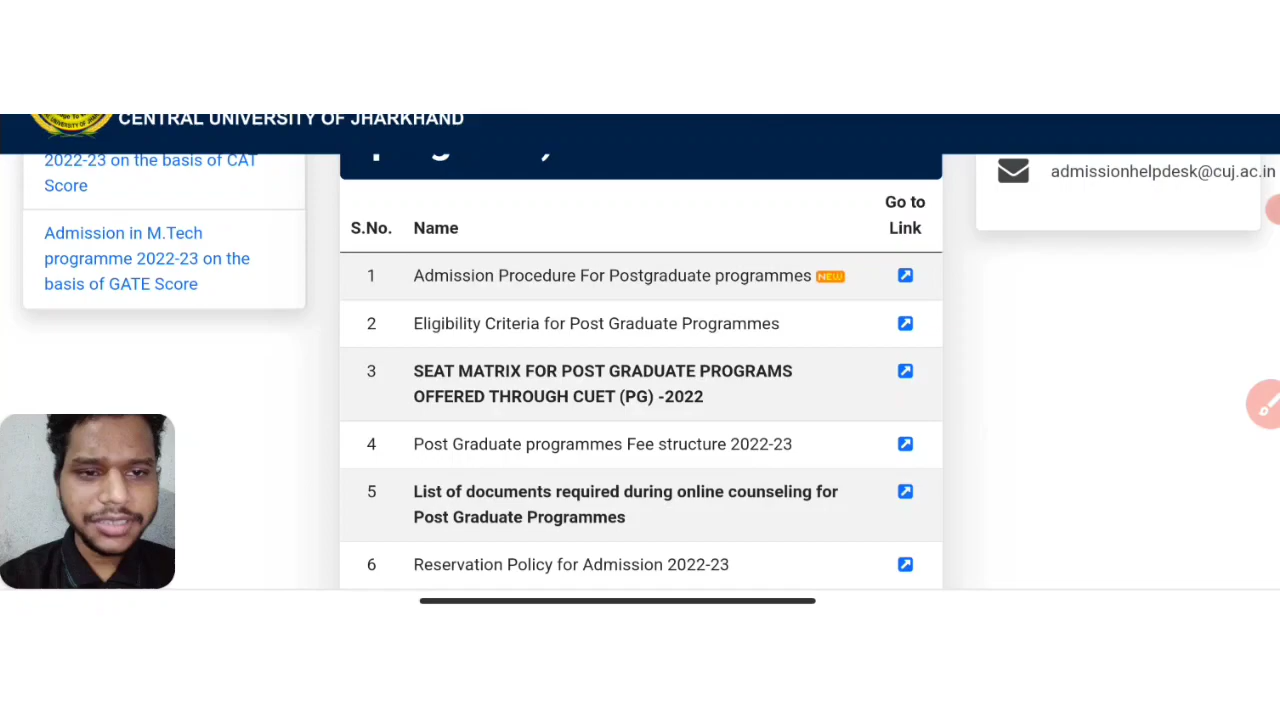 CENTRAL UNIVERSITY OF JHARKHAND
2022-23 on the basis of CAT
Score
Admission in M.Tech
programme 2022-23 on the
basis of GATE Score
S.No. Name Go to
Link
1 Admission Procedure For Postgraduate programmes NEW
2 Eligibility Criteria for Post Graduate Programmes
3 SEAT MATRIX FOR POST GRADUATE PROGRAMS
OFFERED THROUGH CUET (PG) -2022
4 Post Graduate programmes Fee structure 2022-23
5 List of documents required during online counseling for
Post Graduate Programmes
6 Reservation Policy for Admission 2022-23
admissionhelpdesk@cuj.ac.in